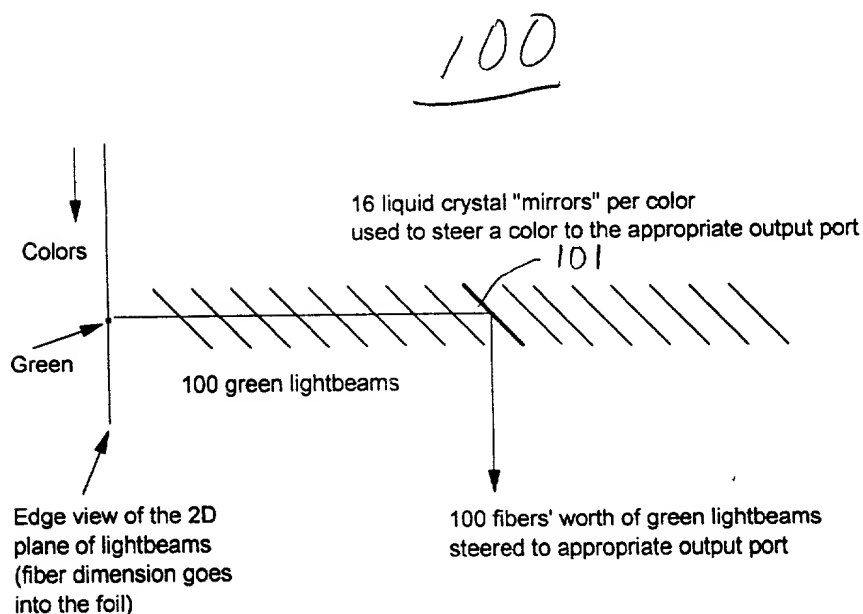 100
16 liquid crystal "mirrors" per color
used to steer a color to the appropriate output port
101
Colors
Green
100 green lightbeams
Edge view of the 2D
plane of lightbeams
(fiber dimension goes
into the foil)
100 fibers' worth of green lightbeams
steered to appropriate output port